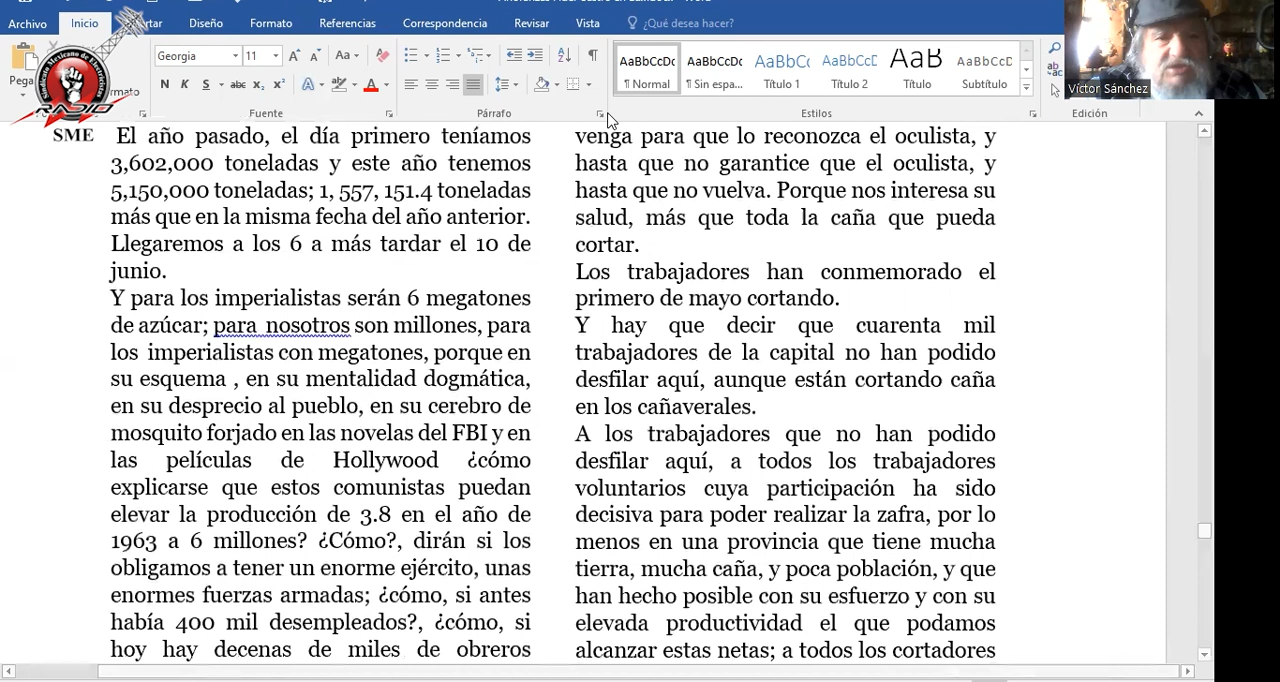 Archivo
Inicio
Diseño
Formato
Referencias
Correspondencia
Revisar
Vista
¿Qué desea hacer?
Georgia
11
Aa
N K S abc x₂ x²
Fuente
Párrafo
AaBbCcDc
¶ Normal
AaBbCcDc
¶ Sin espa...
AaBbCc
Título 1
AaBbCcC
Título 2
AaB
Título
AaBbCcD
Subtítulo
Estilos
Edición
Víctor Sánchez
Sindicato Mexicano de Electricistas
RADIO
SME
El año pasado, el día primero teníamos
3,602,000 toneladas y este año tenemos
5,150,000 toneladas; 1, 557, 151.4 toneladas
más que en la misma fecha del año anterior.
Llegaremos a los 6 a más tardar el 10 de
junio.
Y para los imperialistas serán 6 megatones
de azúcar; para nosotros son millones, para
los imperialistas con megatones, porque en
su esquema , en su mentalidad dogmática,
en su desprecio al pueblo, en su cerebro de
mosquito forjado en las novelas del FBI y en
las películas de Hollywood ¿cómo
explicarse que estos comunistas puedan
elevar la producción de 3.8 en el año de
1963 a 6 millones? ¿Cómo?, dirán si los
obligamos a tener un enorme ejército, unas
enormes fuerzas armadas; ¿cómo, si antes
había 400 mil desempleados?, ¿cómo, si
hoy hay decenas de miles de obreros
venga para que lo reconozca el oculista, y
hasta que no garantice que el oculista, y
hasta que no vuelva. Porque nos interesa su
salud, más que toda la caña que pueda
cortar.
Los trabajadores han conmemorado el
primero de mayo cortando.
Y hay que decir que cuarenta mil
trabajadores de la capital no han podido
desfilar aquí, aunque están cortando caña
en los cañaverales.
A los trabajadores que no han podido
desfilar aquí, a todos los trabajadores
voluntarios cuya participación ha sido
decisiva para poder realizar la zafra, por lo
menos en una provincia que tiene mucha
tierra, mucha caña, y poca población, y que
han hecho posible con su esfuerzo y con su
elevada productividad el que podamos
alcanzar estas netas; a todos los cortadores